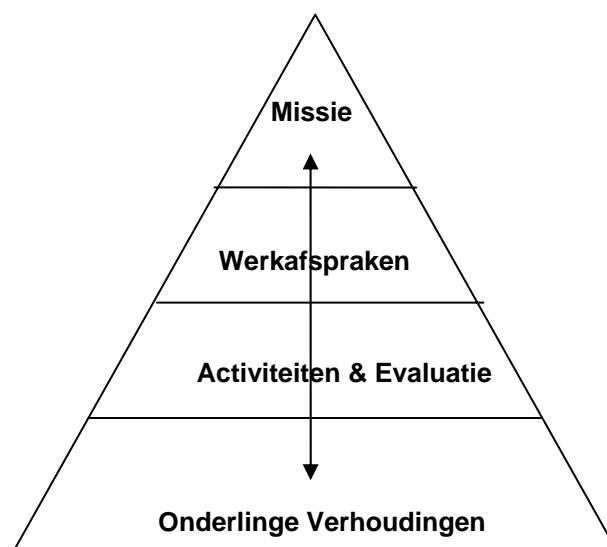 Missie
Werkafspraken
Activiteiten & Evaluatie
Onderlinge Verhoudingen